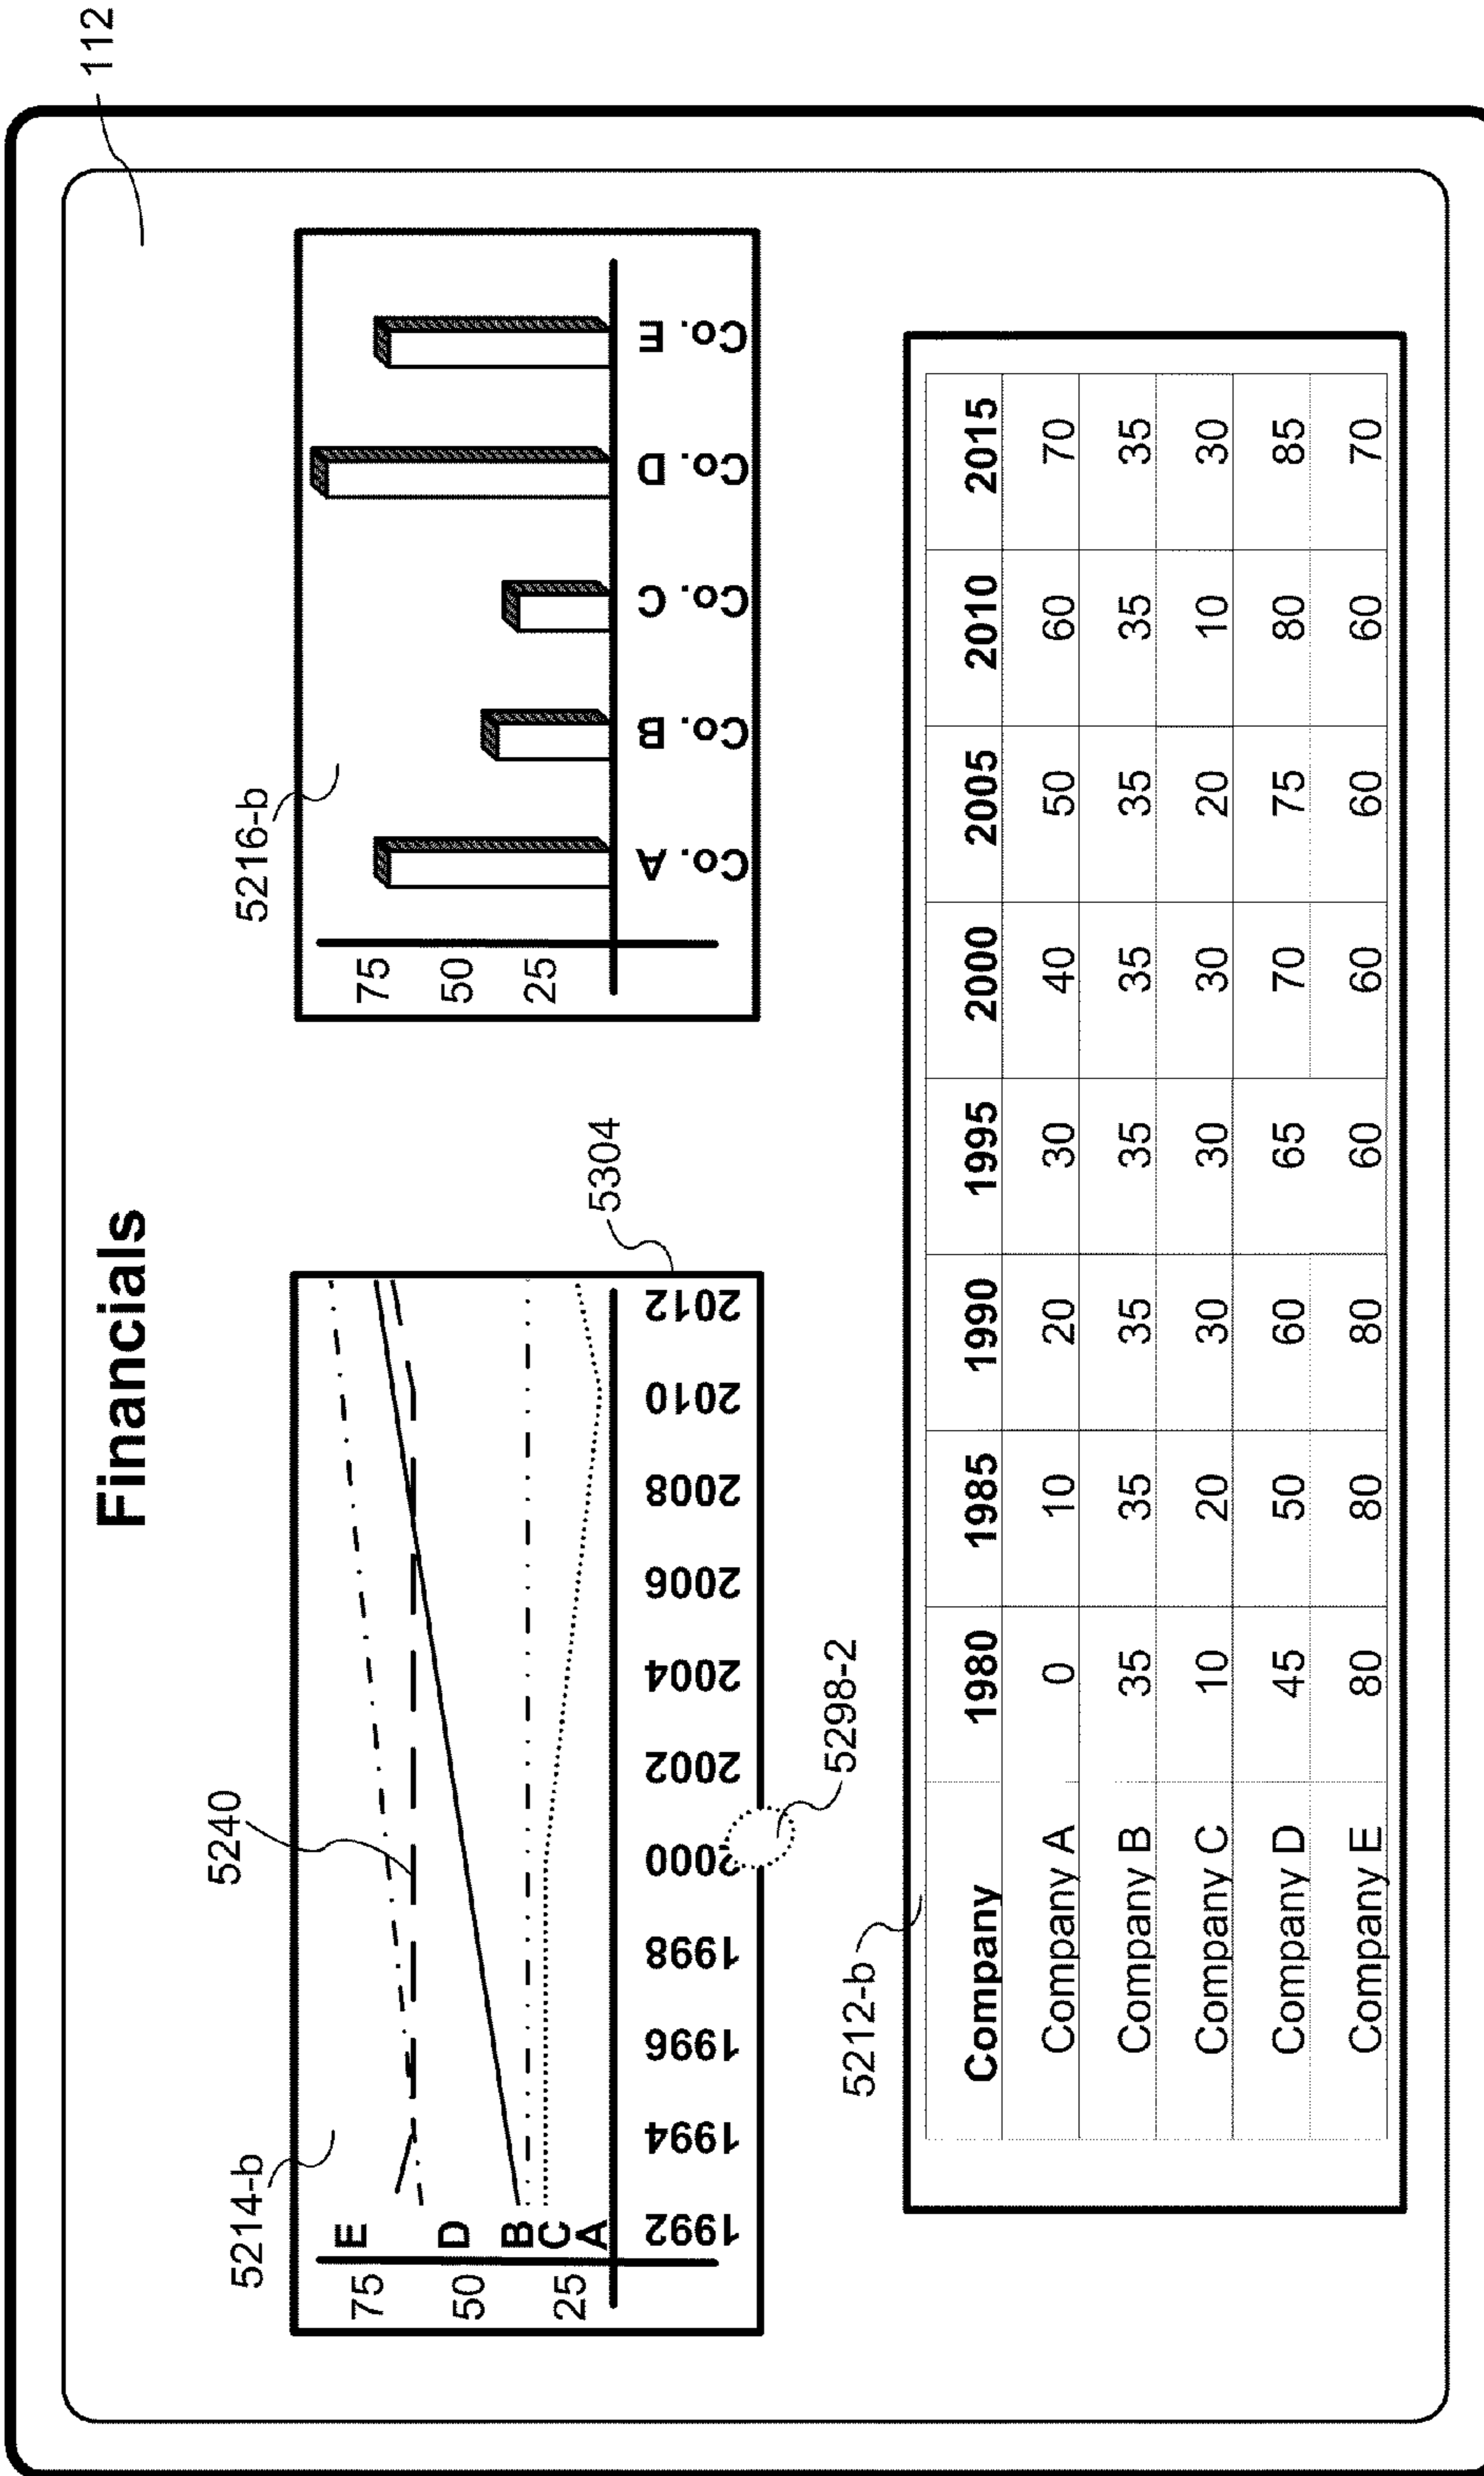 112
Financials
5214-b
5240
5216-b
75
50
25
E
D
B
C
A
1992
1994
1996
1998
2000
2002
2004
2006
2008
2010
2012
5304
5298-2
75
50
25
Co. A
Co. B
Co. C
Co. D
Co. E
5212-b
Company 1980 1985 1990 1995 2000 2005 2010 2015
Company A 0 10 20 30 40 50 60 70
Company B 35 35 35 35 35 35 35 35
Company C 10 20 30 30 30 20 10 30
Company D 45 50 60 65 70 75 80 85
Company E 80 80 80 60 60 60 60 70